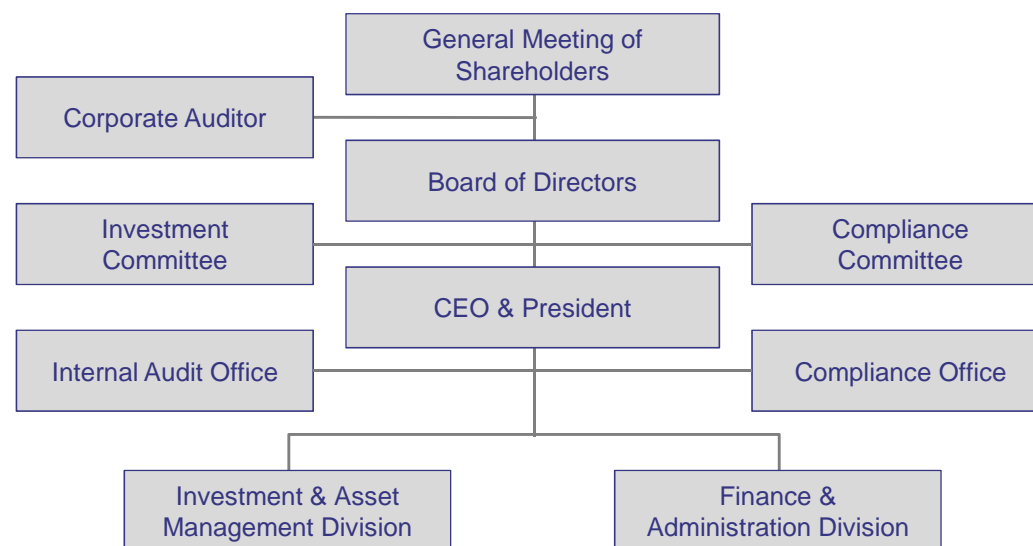 General Meeting of
Shareholders
Corporate Auditor
Board of Directors
Investment
Committee
Compliance
Committee
CEO & President
Internal Audit Office
Compliance Office
Investment & Asset
Management Division
Finance &
Administration Division